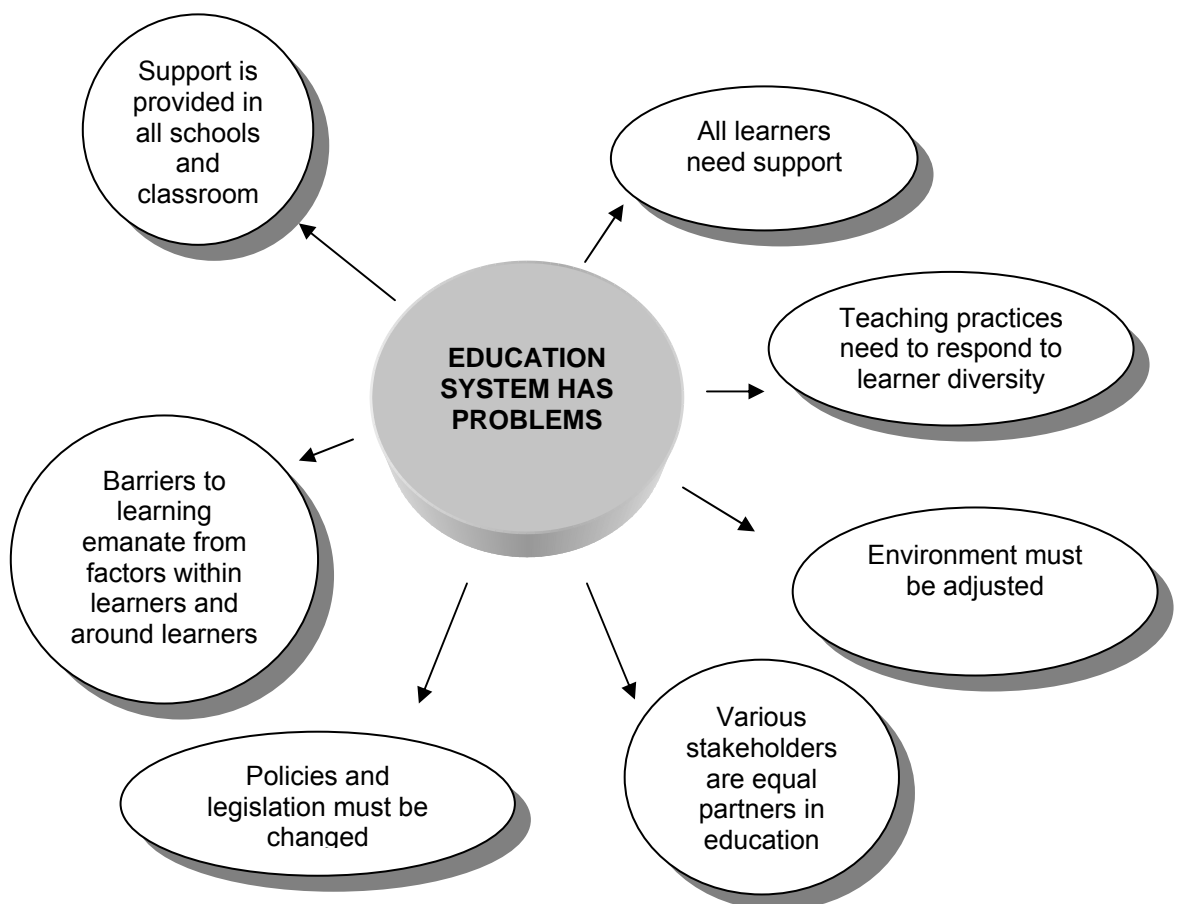 Support is
provided in
all schools
and
classroom
All learners
need support
EDUCATION
SYSTEM HAS
PROBLEMS
Teaching practices
need to respond to
learner diversity
Barriers to
learning
emanate from
factors within
learners and
around learners
Environment must
be adjusted
Policies and
legislation must be
changed
Various
stakeholders
are equal
partners in
education